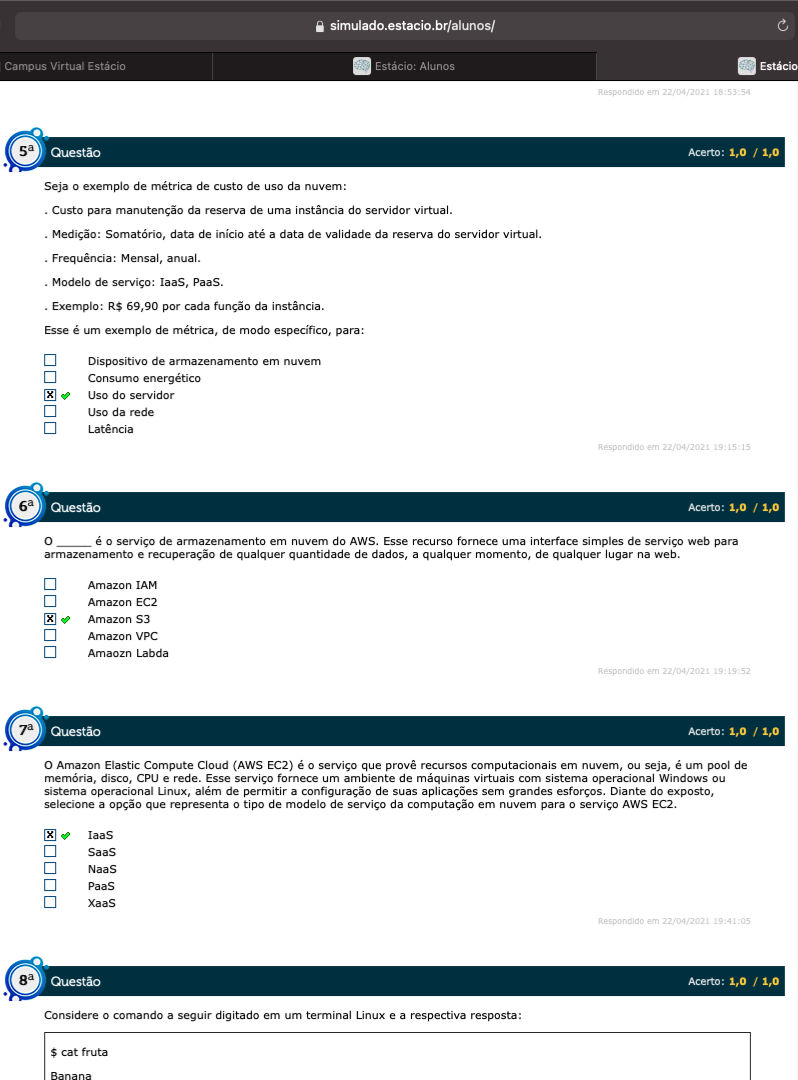 simulado.estacio.br/alunos/
Campus Virtual Estácio
Estácio: Alunos
Estácio
Respondido em 22/04/2021 18:53:54
5ª Questão
Acerto: 1,0 / 1,0
Seja o exemplo de métrica de custo de uso da nuvem:
. Custo para manutenção da reserva de uma instância do servidor virtual.
. Medição: Somatório, data de início até a data de validade da reserva do servidor virtual.
. Frequência: Mensal, anual.
. Modelo de serviço: IaaS, PaaS.
. Exemplo: R$ 69,90 por cada função da instância.
Esse é um exemplo de métrica, de modo específico, para:
Dispositivo de armazenamento em nuvem
Consumo energético
X Uso do servidor
Uso da rede
Latência
Respondido em 22/04/2021 19:15:15
6ª Questão
Acerto: 1,0 / 1,0
O ______ é o serviço de armazenamento em nuvem do AWS. Esse recurso fornece uma interface simples de serviço web para
armazenamento e recuperação de qualquer quantidade de dados, a qualquer momento, de qualquer lugar na web.
Amazon IAM
Amazon EC2
X Amazon S3
Amazon VPC
Amaozn Labda
Respondido em 22/04/2021 19:19:52
7ª Questão
Acerto: 1,0 / 1,0
O Amazon Elastic Compute Cloud (AWS EC2) é o serviço que provê recursos computacionais em nuvem, ou seja, é um pool de
memória, disco, CPU e rede. Esse serviço fornece um ambiente de máquinas virtuais com sistema operacional Windows ou
sistema operacional Linux, além de permitir a configuração de suas aplicações sem grandes esforços. Diante do exposto,
selecione a opção que representa o tipo de modelo de serviço da computação em nuvem para o serviço AWS EC2.
X IaaS
SaaS
NaaS
PaaS
XaaS
Respondido em 22/04/2021 19:41:05
8ª Questão
Acerto: 1,0 / 1,0
Considere o comando a seguir digitado em um terminal Linux e a respectiva resposta:
$ cat fruta
Banana